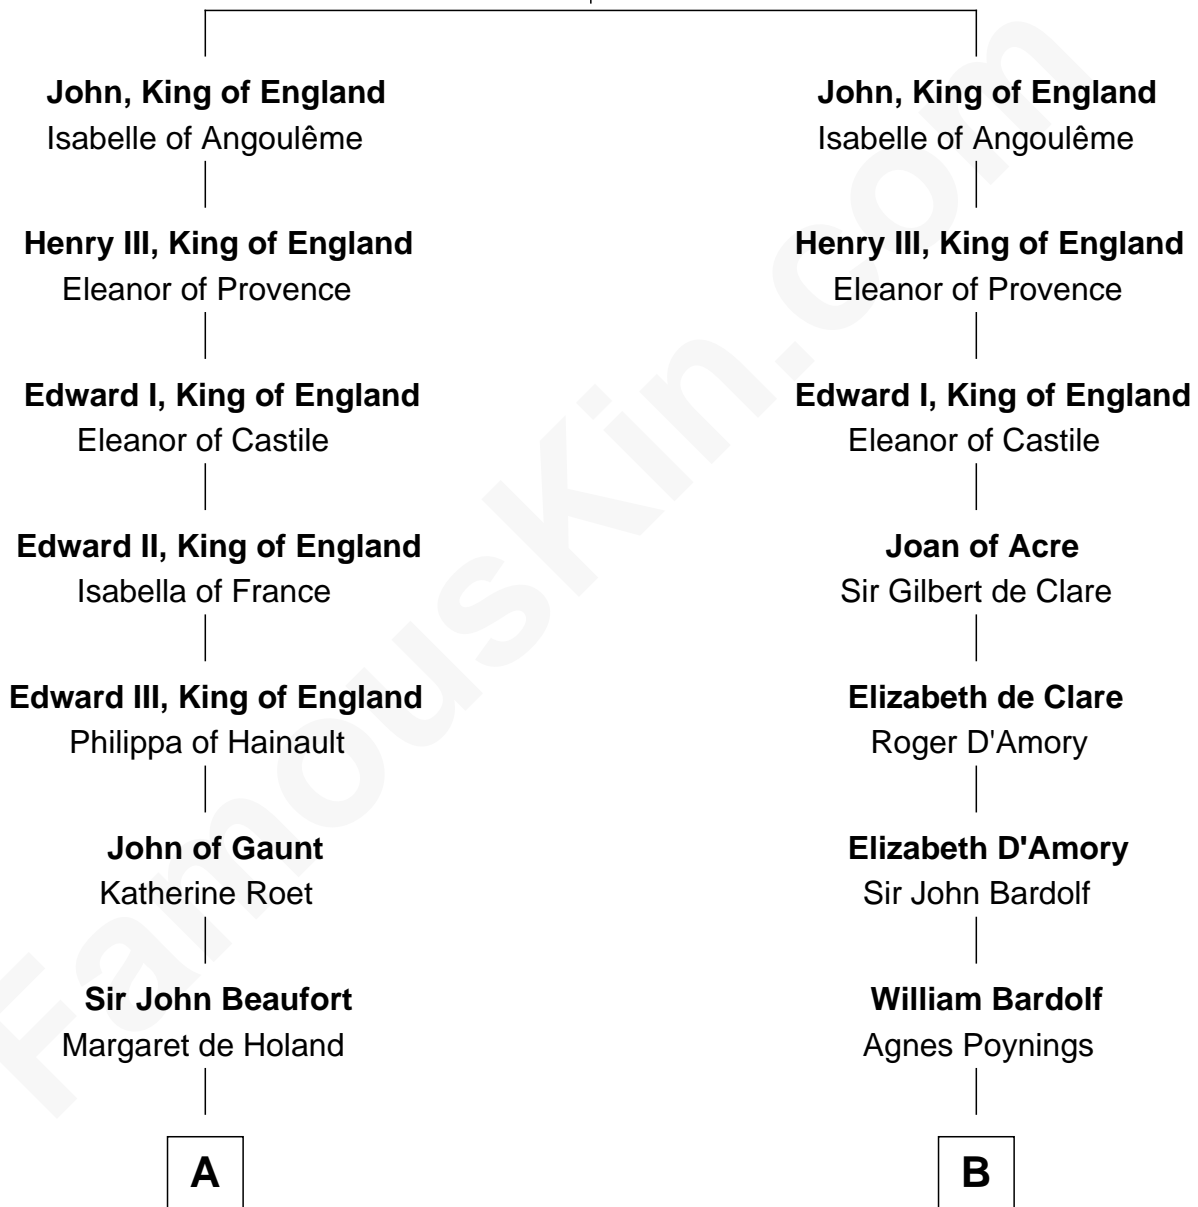 John, King of England
Isabelle of Angoulême
Henry III, King of England
Eleanor of Provence
Edward I, King of England
Eleanor of Castile
Edward II, King of England
Isabella of France
Edward III, King of England
Philippa of Hainault
John of Gaunt
Katherine Roet
Sir John Beaufort
Margaret de Holand
A
John, King of England
Isabelle of Angoulême
Henry III, King of England
Eleanor of Provence
Edward I, King of England
Eleanor of Castile
Joan of Acre
Sir Gilbert de Clare
Elizabeth de Clare
Roger D'Amory
Elizabeth D'Amory
Sir John Bardolf
William Bardolf
Agnes Poynings
B
FamousKin.com